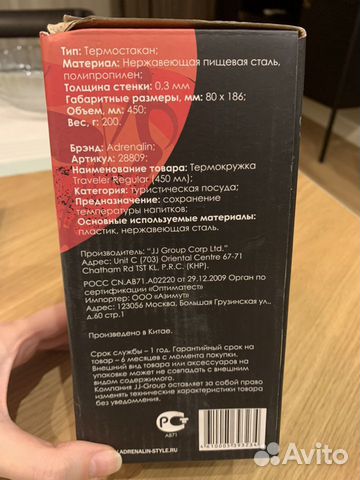 Тип: Термостакан;
Материал: Нержавеющая пищевая сталь,
полипропилен;
Толщина стенки: 0,3 мм
Габаритные размеры, мм: 80 x 186;
Объем, мл: 450;
Вес, г: 200.
Брэнд: Adrenalin;
Артикул: 28809;
Наименование товара: Термокружка
Traveler Regular (450 мл);
Категория: туристическая посуда;
Предназначение: сохранение
температуры напитков;
Основные используемые материалы:
пластик, нержавеющая сталь.
Производитель: "JJ Group Corp Ltd."
Адрес: Unit C (703) Oriental Centre 67-71
Chatham Rd TST KL, P.R.C. (КНР).
РОСС CN.АВ71.А02220 от 29.12.2009 Орган по
сертификации «Оптиматест»
Импортер: ООО «Азимут»
Адрес: 123056 Москва, Большая Грузинская ул.,
д.60 стр.1
Произведено в Китае.
Срок службы – 1 год. Гарантийный срок на
товар – 6 месяцев с момента покупки.
Внешний вид товара или аксессуаров на
упаковке может не совпадать с внешним
видом содержимого.
Кампания JJ-Group оставляет за собой право
изменять технические характеристики товара
без уведомления.
РСТ
АВ71
.ADRENALIN-STYLE.RU
Avito